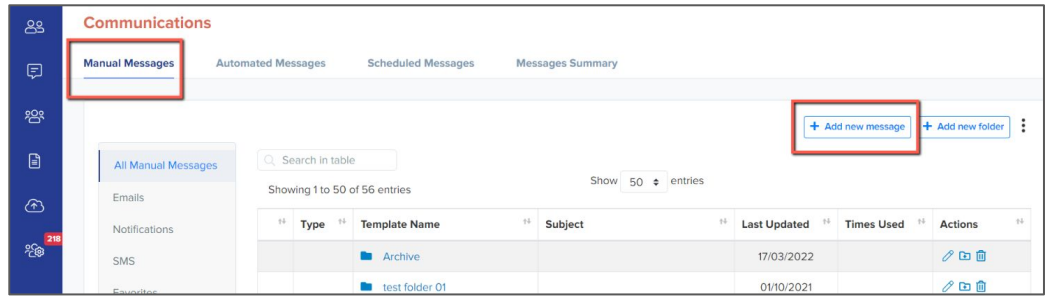 Communications
Manual Messages Automated Messages Scheduled Messages Messages Summary
+ Add new message + Add new folder
All Manual Messages
Emails
Notifications
SMS
Favorites
Search in table
Showing 1 to 50 of 56 entries
Show 50 entries
Type Template Name Subject Last Updated Times Used Actions
Archive 17/03/2022
test folder 01 01/10/2021
218